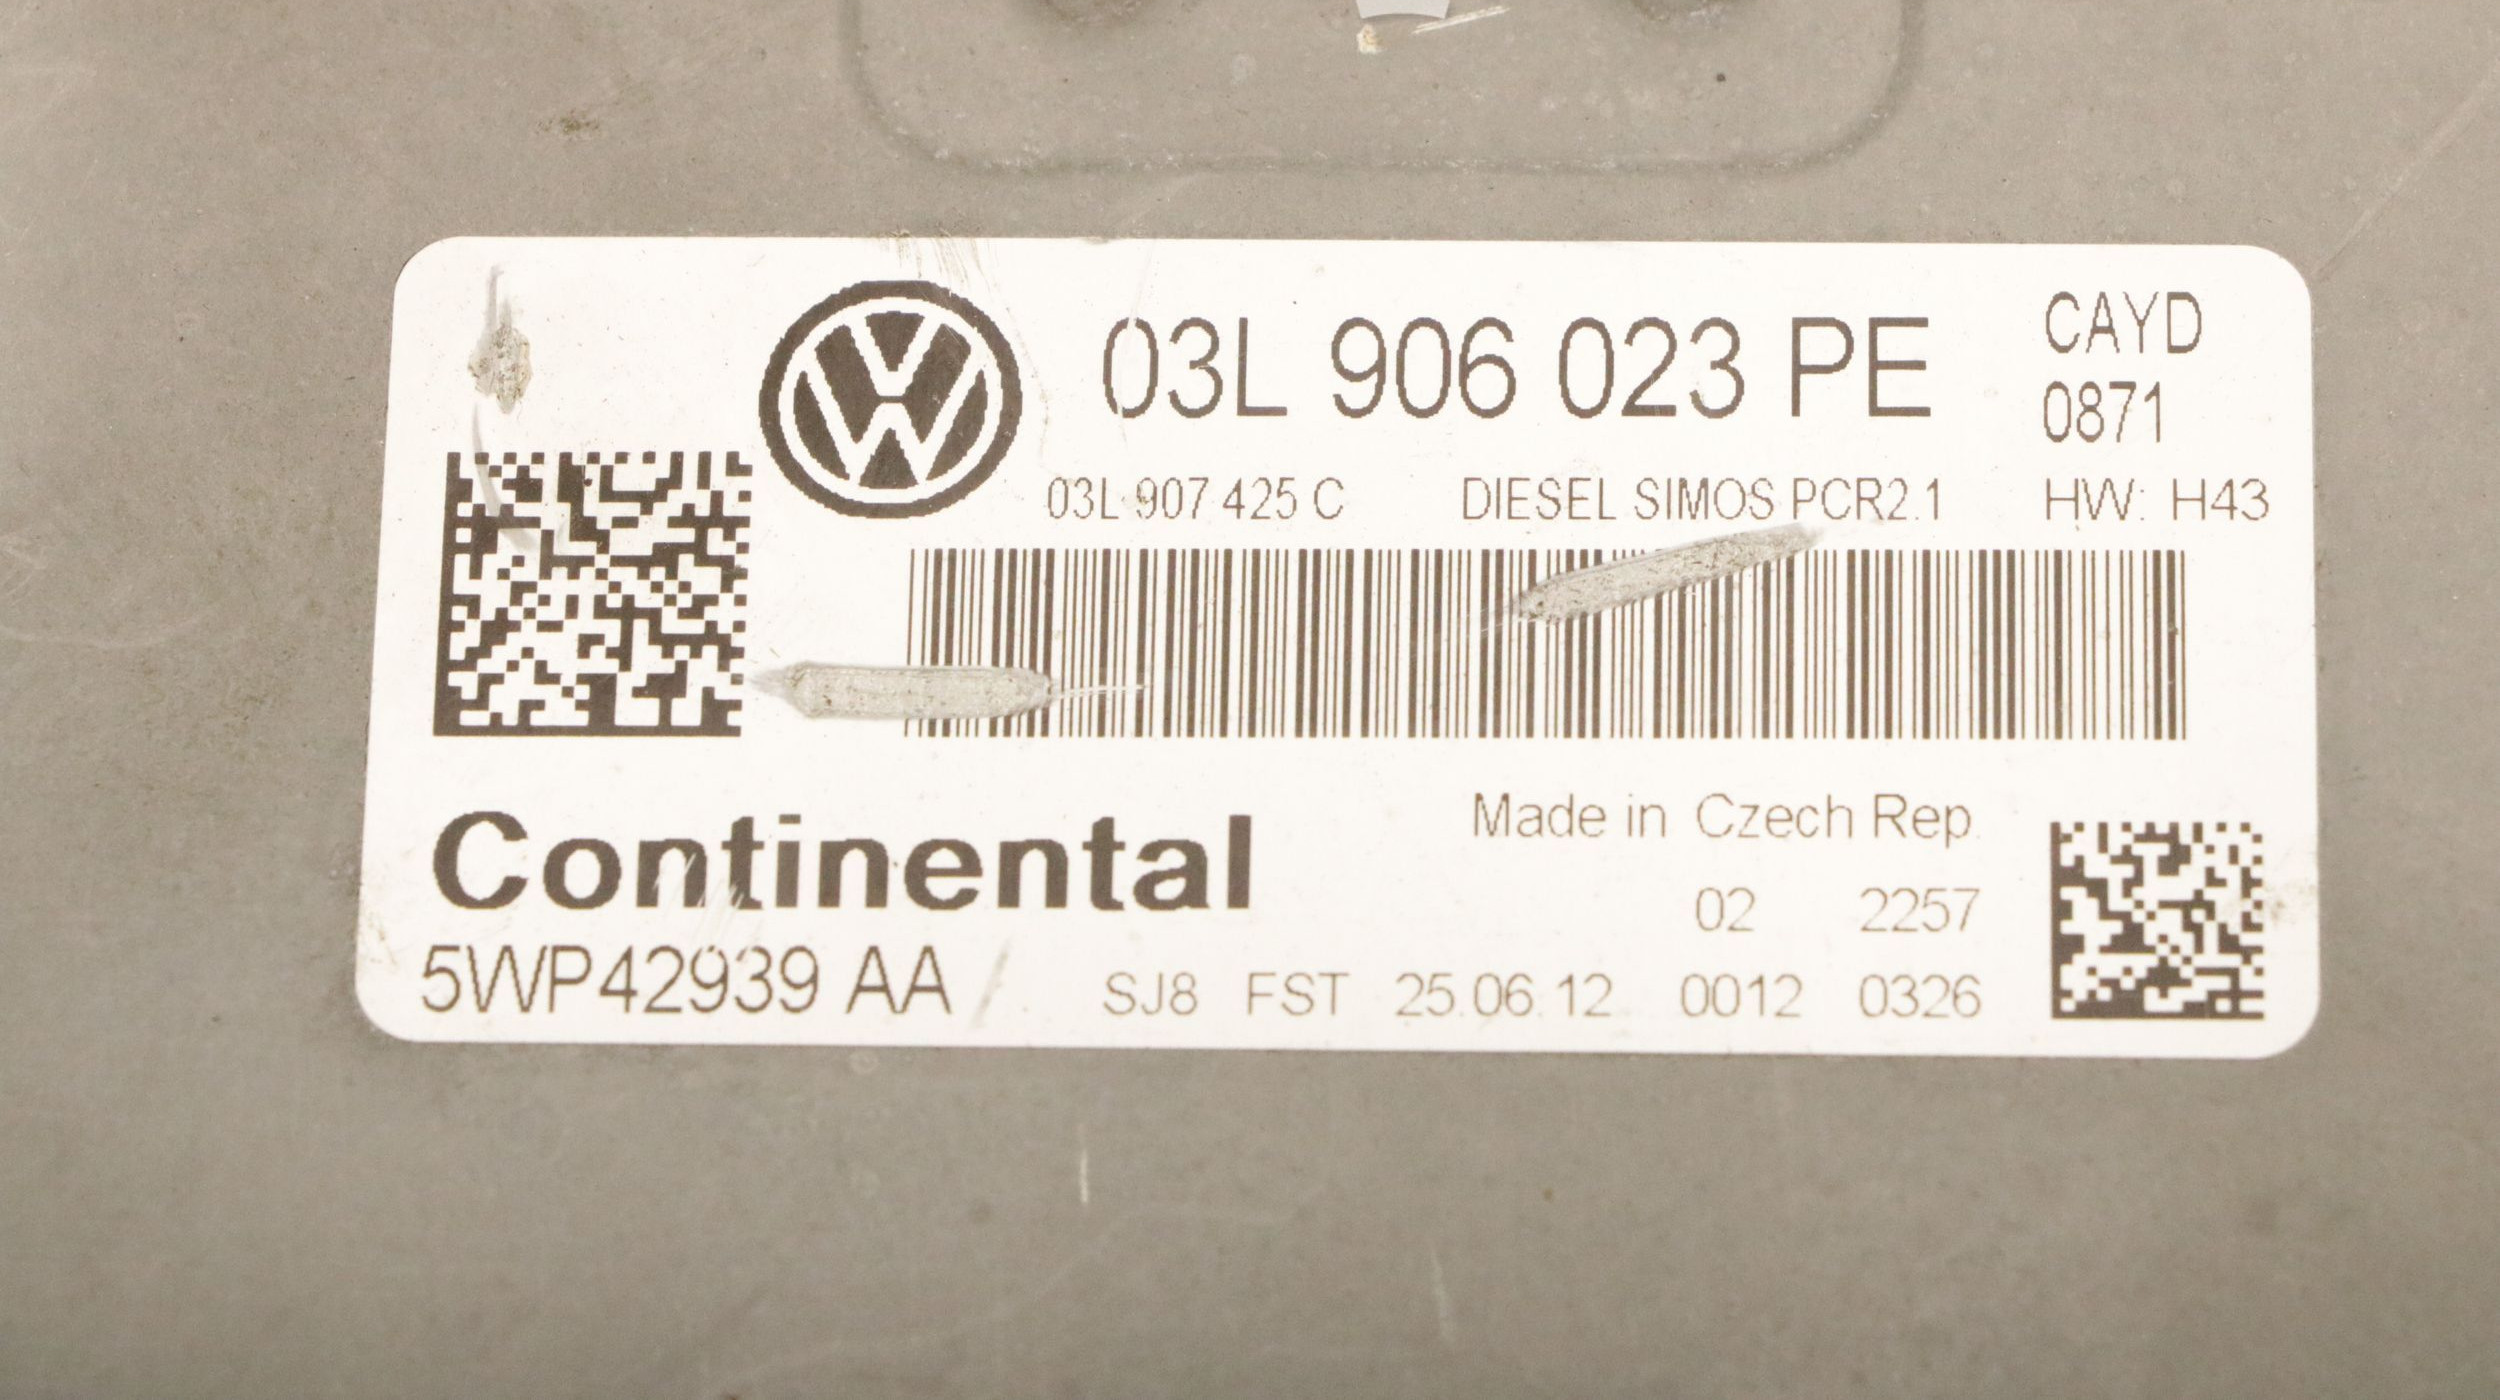 03L 906 023 PE
CAYD
0871
03L 907 425 C DIESEL SIMOS PCR2.1 HW: H43
Continental
Made in Czech Rep.
02 2257
5WP42939 AA SJ8 FST 25.06.12 0012 0326